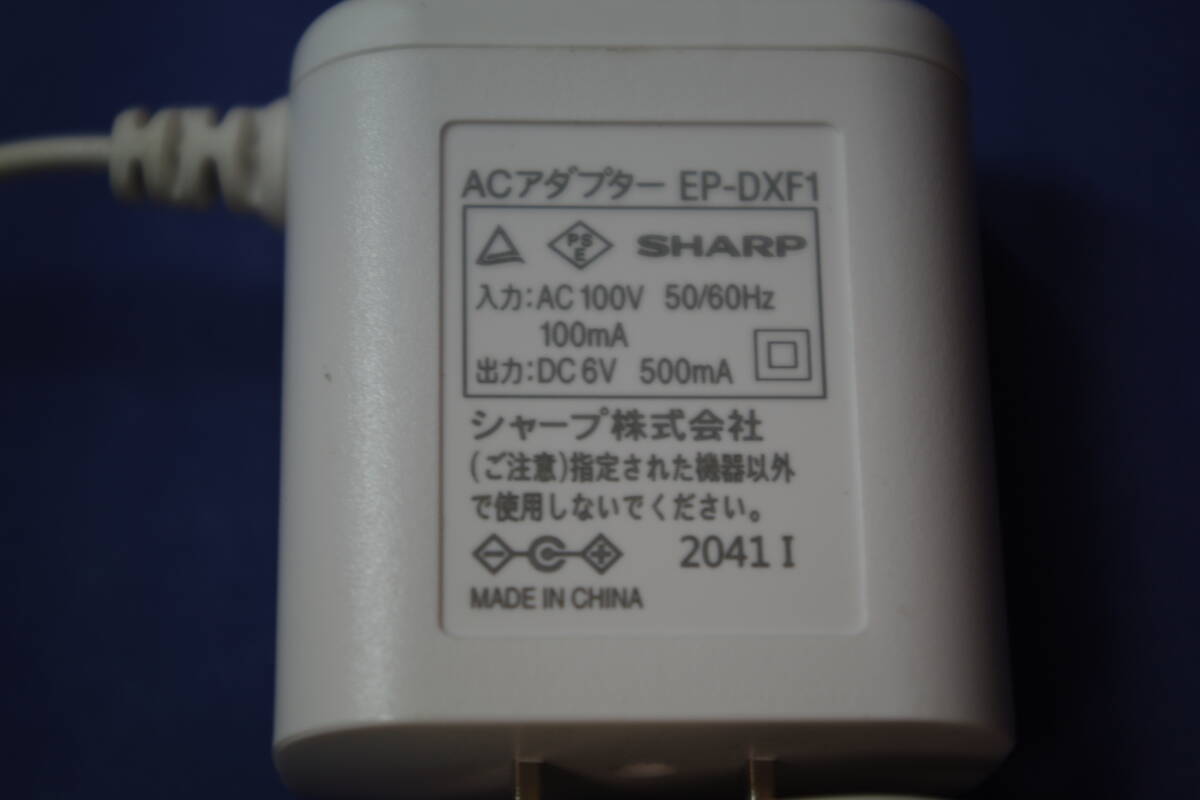 ACアダプター EP-DXF1
PS
E
SHARP
入力:AC 100V 50/60Hz
100mA
出力:DC 6V 500mA
シャープ株式会社
(ご注意)指定された機器以外
で使用しないでください。
2041 I
MADE IN CHINA